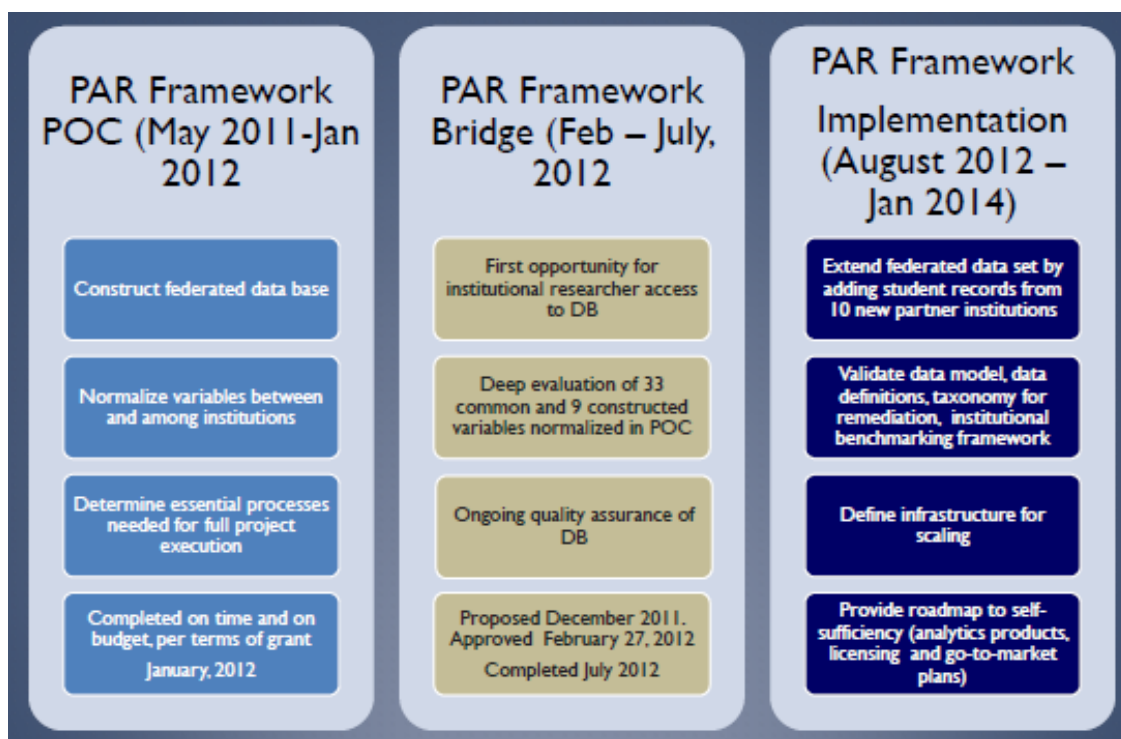 PAR Framework
POC (May 2011-Jan
2012
Construct federated data base
Normalize variables between
and among institutions
Determine essential processes
needed for full project
execution
Completed on time and on
budget, per terms of grant
January, 2012
PAR Framework
Bridge (Feb – July,
2012
First opportunity for
institutional researcher access
to DB
Deep evaluation of 33
common and 9 constructed
variables normalized in POC
Ongoing quality assurance of
DB
Proposed December 2011.
Approved February 27, 2012
Completed July 2012
PAR Framework
Implementation
(August 2012 –
Jan 2014)
Extend federated data set by
adding student records from
10 new partner institutions
Validate data model, data
definitions, taxonomy for
remediation, institutional
benchmarking framework
Define infrastructure for
scaling
Provide roadmap to self-
sufficiency (analytics products,
licensing and go-to-market
plans)